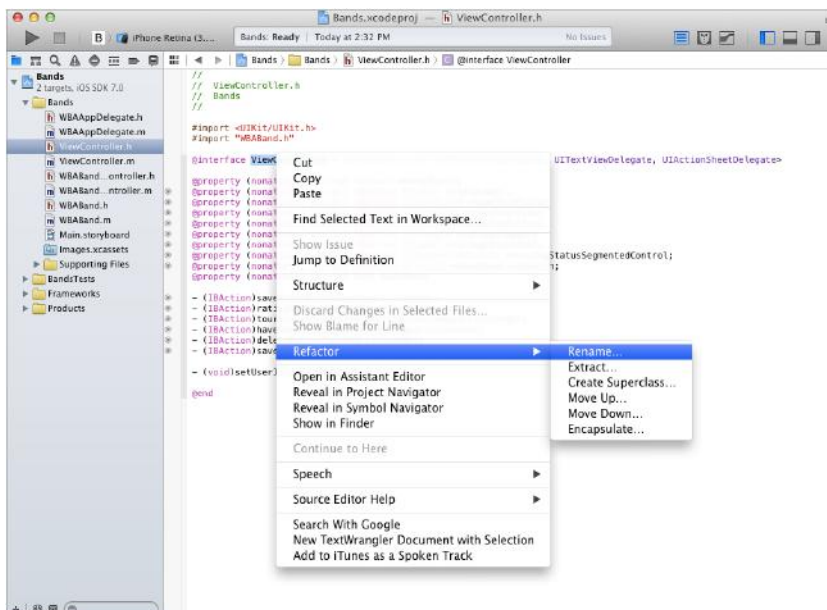 Bands.xcodeproj — ViewController.h
B
iPhone Retina (3....
Bands: Ready | Today at 2:32 PM
No Issues
Bands
2 targets, iOS SDK 7.0
Bands
WBAAppDelegate.h
WBAAppDelegate.m
ViewController.h
ViewController.m
WBABand...ontroller.h
WBABand...ntroller.m
WBABand.h
WBABand.m
Main.storyboard
Images.xcassets
Supporting Files
BandsTests
Frameworks
Products
Bands
Bands
ViewController.h
@interface ViewController
//
// ViewController.h
// Bands
//
#import <UIKit/UIKit.h>
#import "WBABand.h"
@interface ViewC UITextViewDelegate, UIActionSheetDelegate>
@property (nonat
@property (nonat
@property (nonat
@property (nonat
@property (nonat
@property (nonat
@property (nonat StatusSegmentedControl;
@property (nonat
@property (nonat
- (IBAction)save
- (IBAction)rati
- (IBAction)tour
- (IBAction)have
- (IBAction)dele
- (IBAction)save
- (void)setUser
@end
Cut
Copy
Paste
Find Selected Text in Workspace...
Show Issue
Jump to Definition
Structure
Discard Changes in Selected Files...
Show Blame for Line
Refactor
Open in Assistant Editor
Reveal in Project Navigator
Reveal in Symbol Navigator
Show in Finder
Continue to Here
Speech
Source Editor Help
Search With Google
New TextWrangler Document with Selection
Add to iTunes as a Spoken Track
Rename...
Extract...
Create Superclass...
Move Up...
Move Down...
Encapsulate...